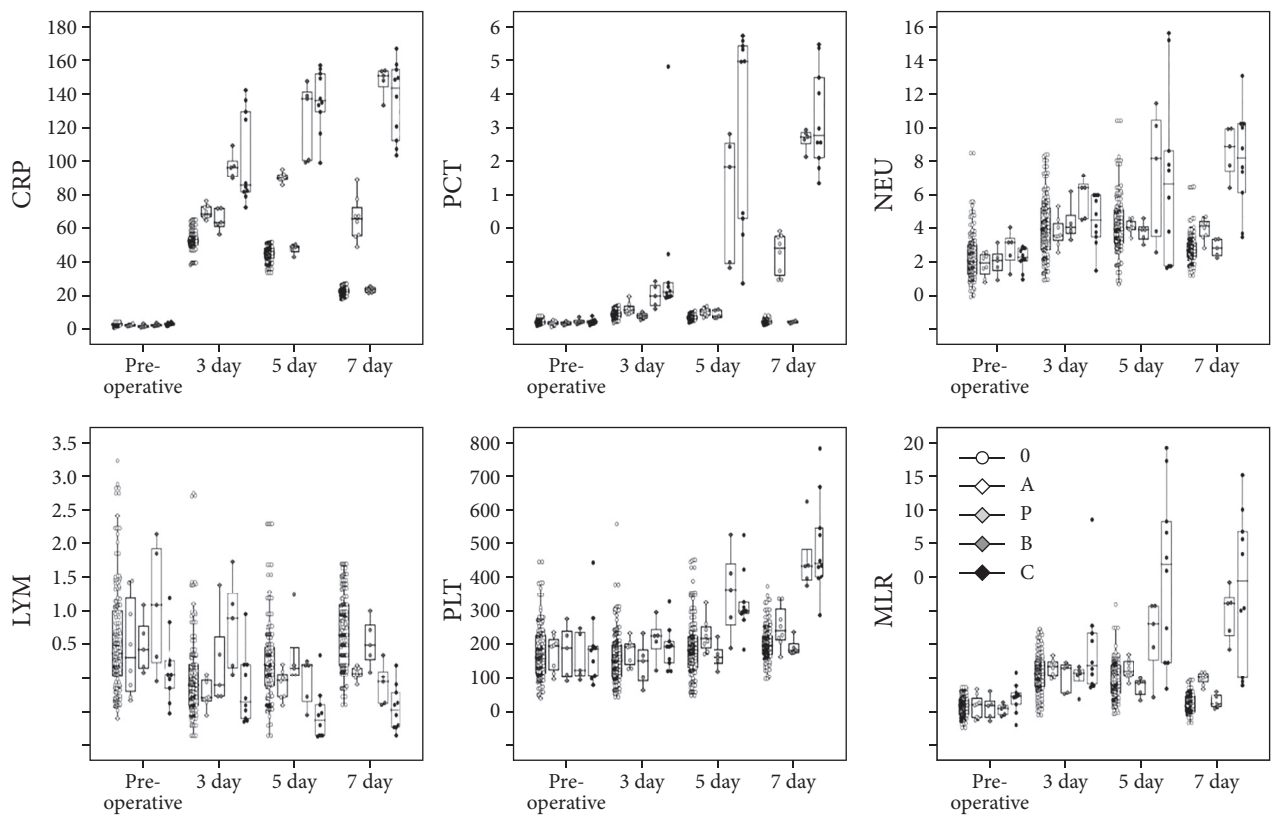 CRP
180
160
140
120
100
80
60
40
20
0
Pre-
operative
3 day
5 day
7 day
PCT
6
5
4
3
2
1
0
Pre-
operative
3 day
5 day
7 day
NEU
16
14
12
10
8
6
4
2
0
Pre-
operative
3 day
5 day
7 day
LYM
3.5
3.0
2.5
2.0
1.5
1.0
0.5
Pre-
operative
3 day
5 day
7 day
PLT
800
700
600
500
400
300
200
100
0
Pre-
operative
3 day
5 day
7 day
MLR
20
15
10
5
0
0
A
P
B
C
Pre-
operative
3 day
5 day
7 day